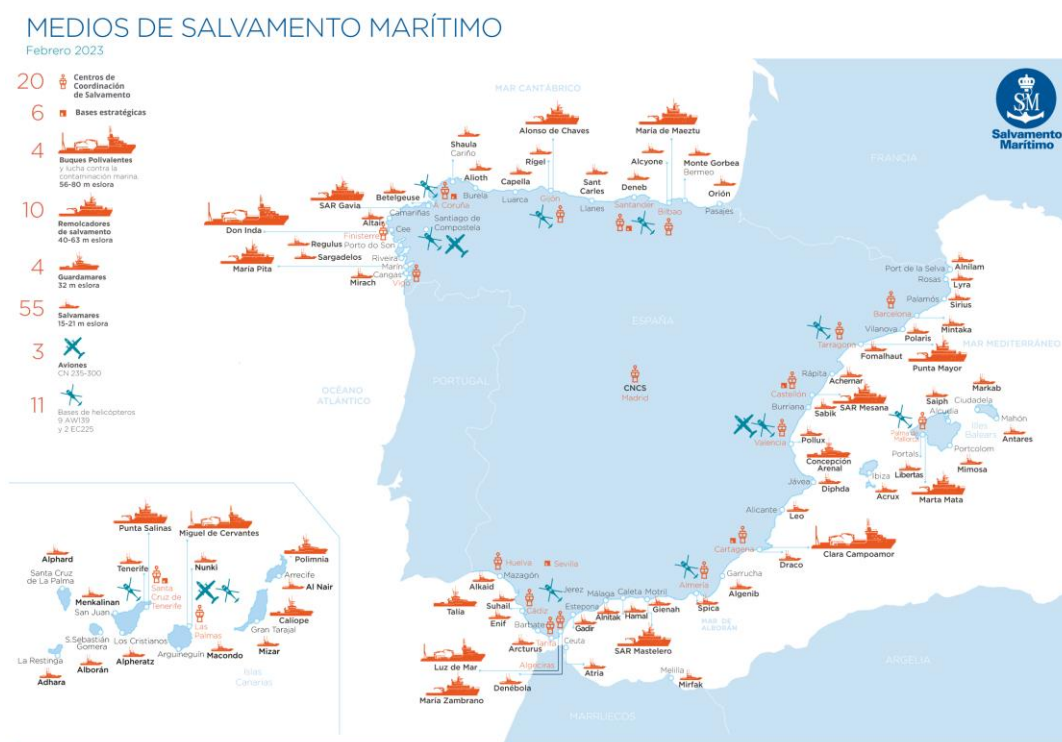 MEDIOS DE SALVAMENTO MARÍTIMO
Febrero 2023
20
Centros de
Coordinación
de Salvamento
6
Bases estratégicas
4
Buques Polivalentes
y lucha contra la
contaminación marina
56-80 m eslora
10
Remolcadores
de salvamento
40-63 m eslora
4
Guardamares
32 m eslora
55
Salvamares
15-21 m eslora
3
Aviones
CN 235-300
11
Bases de helicópteros
9 AW139
y 2 EC225
SM
Salvamento
Marítimo
MAR CANTÁBRICO
FRANCIA
Alonso de Chaves
María de Maeztu
Shaula
Cariño
Rigel
Alcyone
Monte Gorbea
Bermeo
Alioth
Capella
Sant
Carles
Deneb
Orión
SAR Gavia
Betelgeuse
A Coruña
Burela
Luarca
Gijón
Llanes
Santander
Bilbao
Pasajes
Camariñas
Don Inda
Altair
Finisterre
Cee
Santiago de
Compostela
Regulus
Porto do Son
Sargadelos
Riveira
María Pita
Marín
Cangas
Mirach
Vigo
Port de la Selva
Alnilam
Rosas
Lyra
Palamós
Sirius
Barcelona
Mintaka
Vilanova
Polaris
Tarragona
MAR MEDITERRÁNEO
Fomalhaut
Punta Mayor
ESPAÑA
PORTUGAL
OCÉANO
ATLÁNTICO
CNCS
Madrid
Rápita
Achernar
Castellón
SAR Mesana
Burriana
Sabik
Valencia
Pollux
Concepción
Arenal
Markab
Saiph
Ciudadela
Alcudia
Mahón
Palma de
Mallorca
Illes
Balears
Antares
Portals
Portcolom
Libertas
Mimosa
Ibiza
Acrux
Marta Mata
Jávea
Diphda
Alicante
Leo
Cartagena
Clara Campoamor
Draco
Garrucha
Algenib
Almería
Spica
Huelva
Sevilla
Mazagón
Alkaid
Talía
Suhail
Cádiz
Jerez
Enif
Barbate
Estepona
Málaga
Caleta
Motril
Gadir
Alnitak
Hamal
Gienah
MAR DE
ALBORÁN
SAR Mastelero
Arcturus
Tarifa
Ceuta
Luz de Mar
Algeciras
Atria
María Zambrano
Denébola
Melilla
Mirfak
MARRUECOS
ARGELIA
Punta Salinas
Miguel de Cervantes
Polimnia
Alphard
Santa Cruz
de La Palma
Tenerife
Nunki
Arrecife
Al Nair
Menkalinan
San Juan
Santa
Cruz de
Tenerife
Las
Palmas
Calíope
Gran Tarajal
Mizar
S.Sebastián
Gomera
Los Cristianos
Arguineguín
Macondo
La Restinga
Alborán
Alpheratz
Adhara
Islas
Canarias